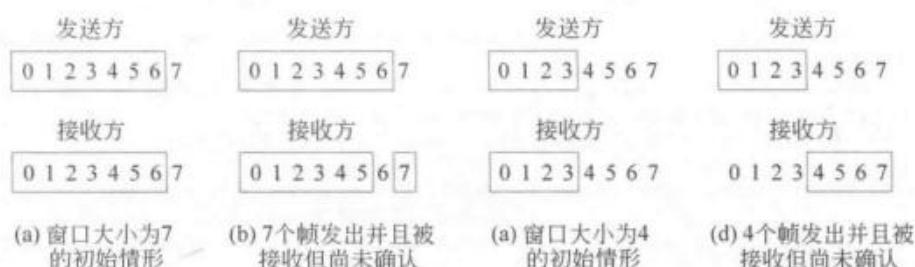 发送方 发送方 发送方 发送方
0 1 2 3 4 5 6 7 0 1 2 3 4 5 6 7 0 1 2 3 4 5 6 7 0 1 2 3 4 5 6 7
接收方 接收方 接收方 接收方
0 1 2 3 4 5 6 7 0 1 2 3 4 5 6 7 0 1 2 3 4 5 6 7 0 1 2 3 4 5 6 7
(a) 窗口大小为7 (b) 7个帧发出并且被 (a) 窗口大小为4 (d) 4个帧发出并且被
的初始情形 接收但尚未确认 的初始情形 接收但尚未确认